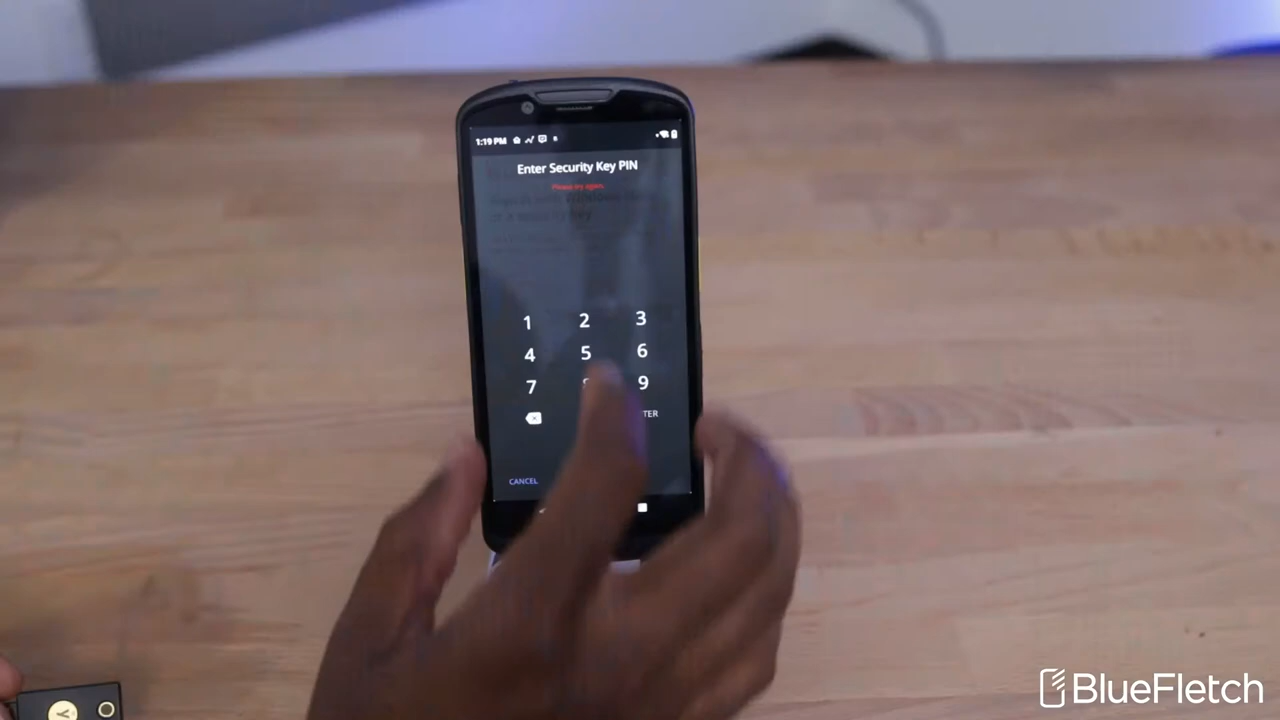 1:19 PM
Enter Security Key PIN
Please try again.
1 2 3
4 5 6
7 9
TER
CANCEL
Y
BlueFletch